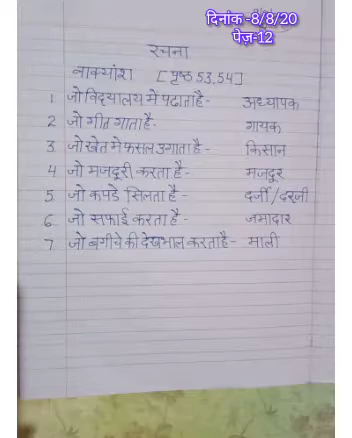 दिनांक -8/8/20
पेज़-12
रचना
वाक्यांश [पृष्ठ 53,54]
1 जो विद्यालय मे पढाता है - अध्यापक
2 जो गीत गाता है - गायक
3 जो खेत मे फसल उगाता है - किसान
4 जो मजदूरी करता है - मजदूर
5 जो कपडे सिलता है - दर्जी/दरजी
6. जो सफाई करता है - जमादार
7 जो बगीचे की देखभाल करता है - माली